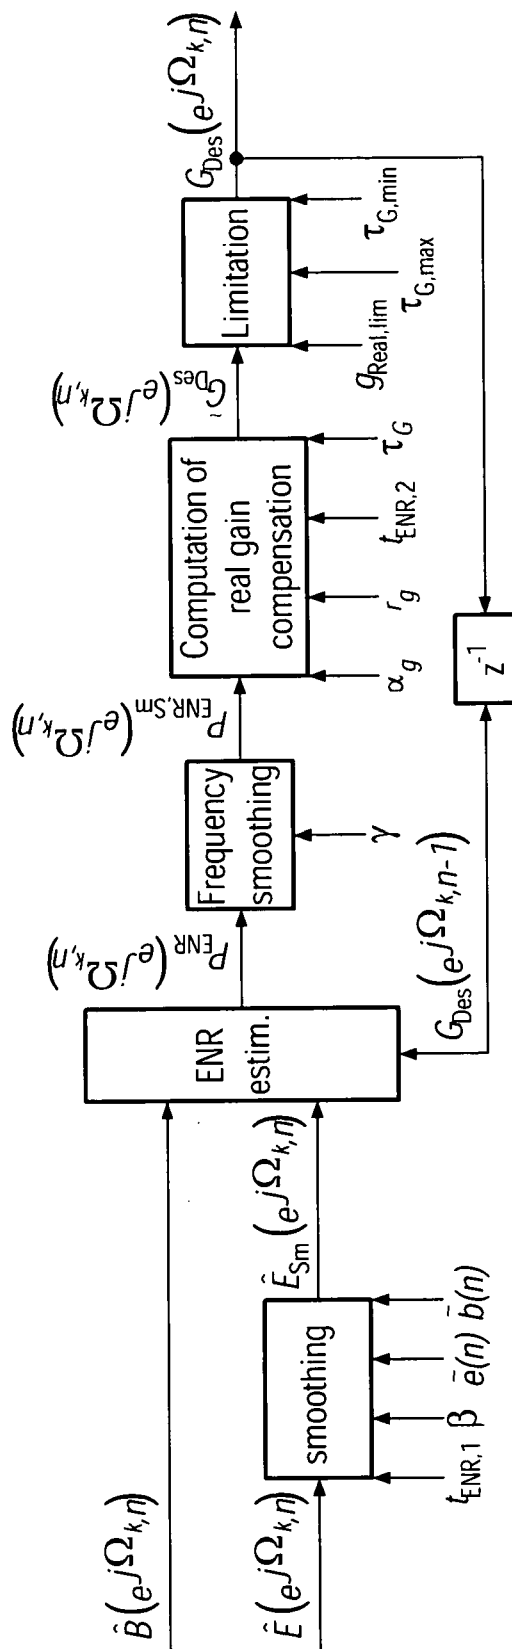 B̂(e^{jΩ_{k,n}})
Ê(e^{jΩ_{k,n}})
smoothing
t_{ENR,1}
β
ẽ(n)
b̃(n)
Ê_{Sm}(e^{jΩ_{k,n}})
ENR
estim.
G_{Des}(e^{jΩ_{k,n-1}})
P_{ENR}(e^{jΩ_{k,n}})
Frequency
smoothing
γ
P_{ENR,Sm}(e^{jΩ_{k,n}})
Computation of
real gain
compensation
α_g
r_g
t_{ENR,2}
τ_G
G̃_{Des}(e^{jΩ_{k,n}})
Limitation
g_{Real,lim}
τ_{G,max}
τ_{G,min}
G_{Des}(e^{jΩ_{k,n}})
z^{-1}